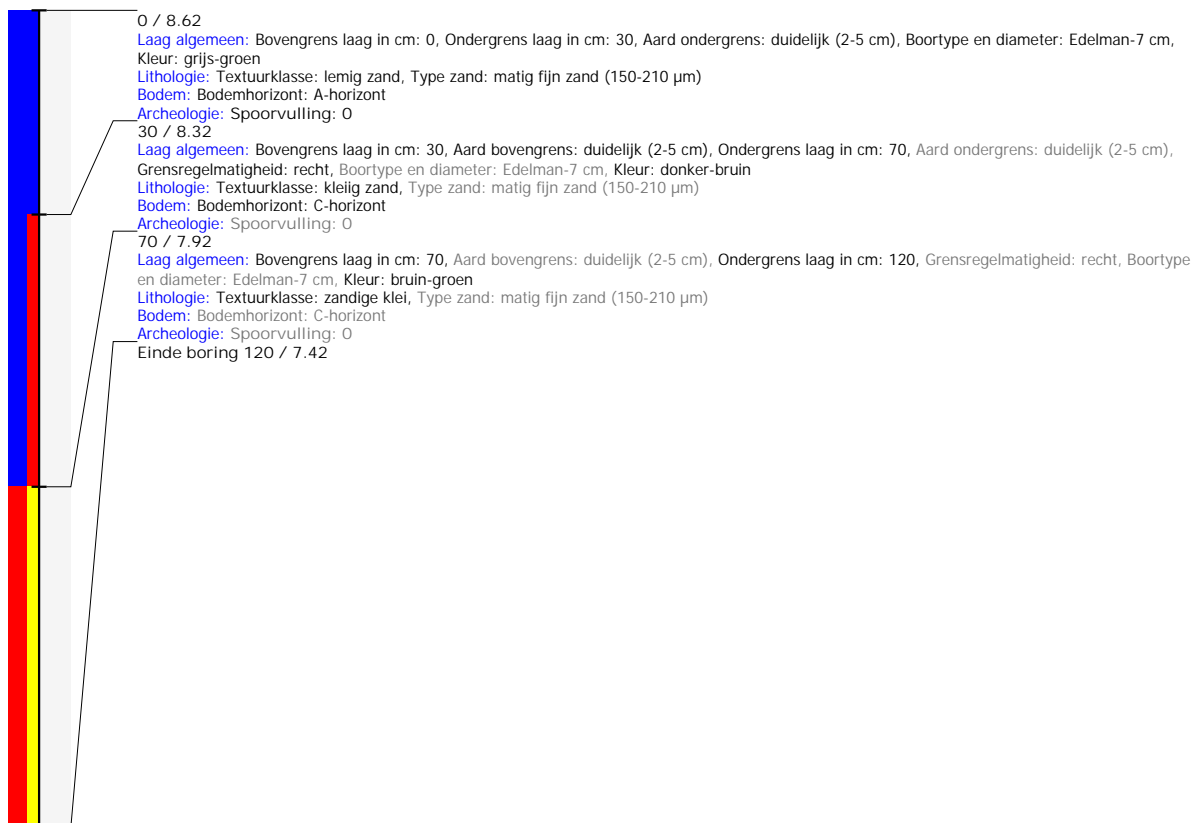 0 / 8.62
Laag algemeen: Bovengrens laag in cm: 0, Ondergrens laag in cm: 30, Aard ondergrens: duidelijk (2-5 cm), Boortype en diameter: Edelman-7 cm,
Kleur: grijs-groen
Lithologie: Textuurklasse: lemig zand, Type zand: matig fijn zand (150-210 µm)
Bodem: Bodemhorizont: A-horizont
Archeologie: Spoorvulling: 0
30 / 8.32
Laag algemeen: Bovengrens laag in cm: 30, Aard bovengrens: duidelijk (2-5 cm), Ondergrens laag in cm: 70, Aard ondergrens: duidelijk (2-5 cm),
Grensregelmatigheid: recht, Boortype en diameter: Edelman-7 cm, Kleur: donker-bruin
Lithologie: Textuurklasse: kleiig zand, Type zand: matig fijn zand (150-210 µm)
Bodem: Bodemhorizont: C-horizont
Archeologie: Spoorvulling: 0
70 / 7.92
Laag algemeen: Bovengrens laag in cm: 70, Aard bovengrens: duidelijk (2-5 cm), Ondergrens laag in cm: 120, Grensregelmatigheid: recht, Boortype
en diameter: Edelman-7 cm, Kleur: bruin-groen
Lithologie: Textuurklasse: zandige klei, Type zand: matig fijn zand (150-210 µm)
Bodem: Bodemhorizont: C-horizont
Archeologie: Spoorvulling: 0
Einde boring 120 / 7.42